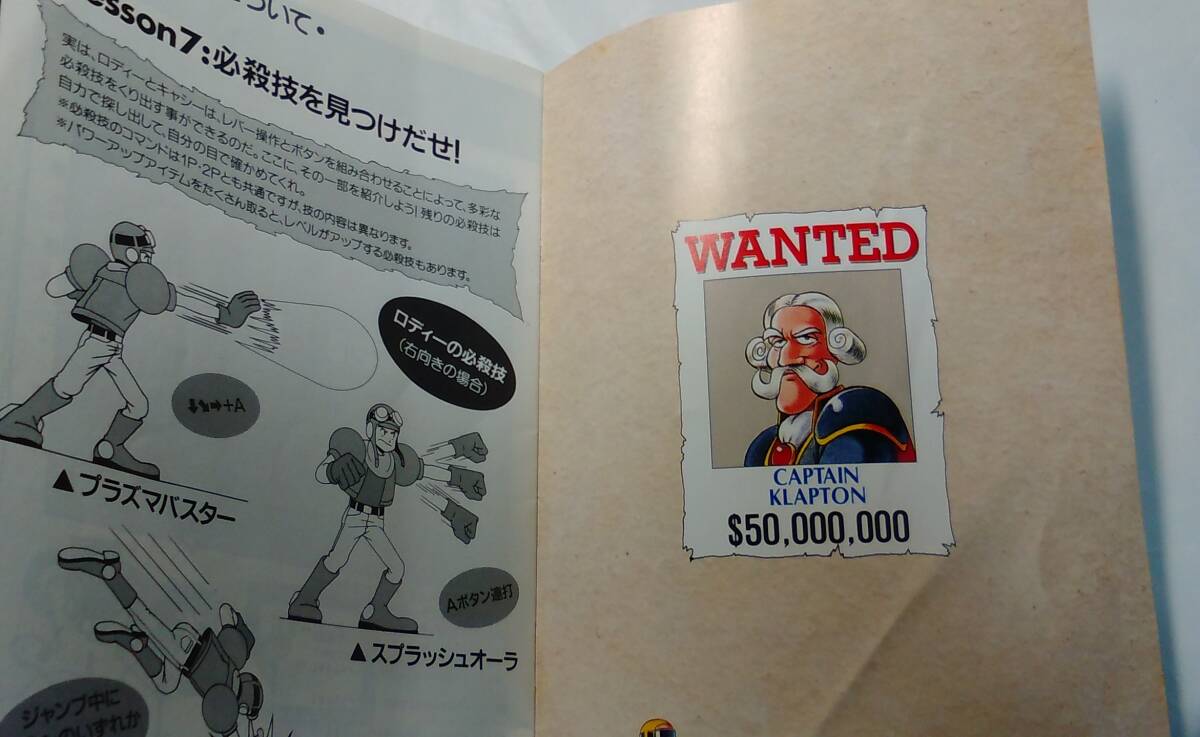 ついて・
esson7:必殺技を見つけだせ!
実は、ロディーとキャシーは、レバー操作とボタンを組み合わせることによって、多彩な
必殺技をくり出す事ができるのだ。ここに、その一部を紹介しよう!残りの必殺技は
自力で探し出して、自分の目で確かめてくれ。
※必殺技のコマンドは1P・2Pとも共通ですが、技の内容は異なります。
※パワーアップアイテムをたくさん取ると、レベルがアップする必殺技もあります。
ロディーの必殺技
(右向きの場合)
⬇⬊➡+A
▲プラズマバスター
Aボタン連打
▲スプラッシュオーラ
ジャンプ中に
のいずれか
WANTED
CAPTAIN
KLAPTON
$50,000,000